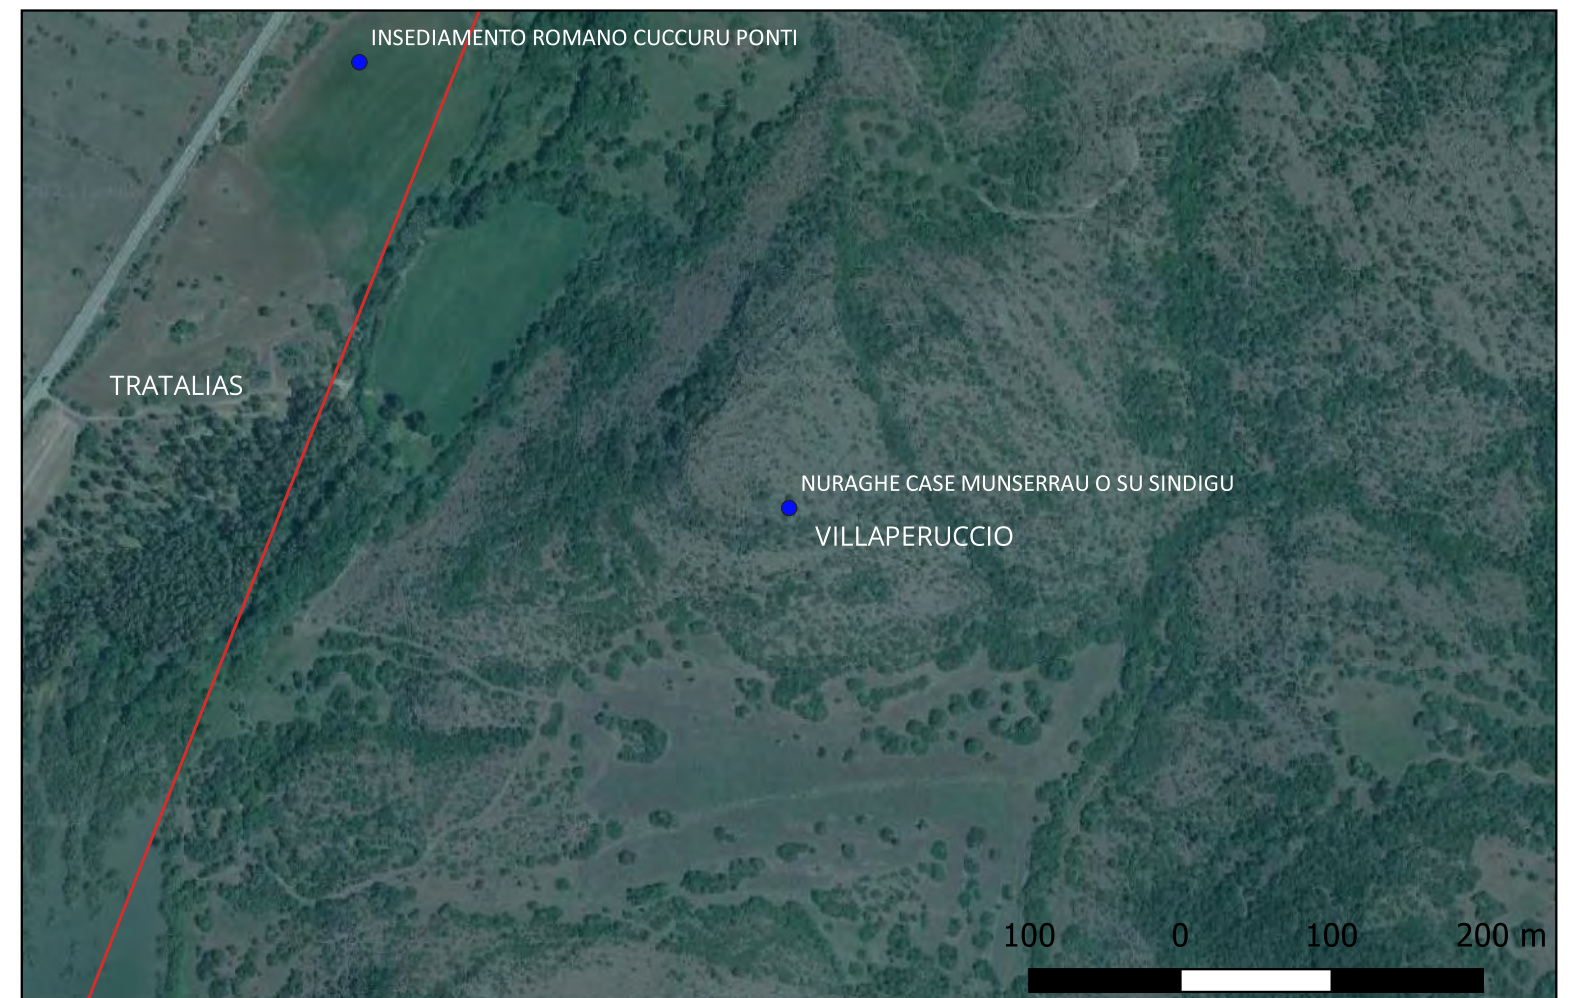 INSEDIAMENTO ROMANO CUCCURU PONTI
TRATALIAS
NURAGHE CASE MUNSERRAU O SU SINDIGU
VILLAPERUCCIO
100 0 100 200 m